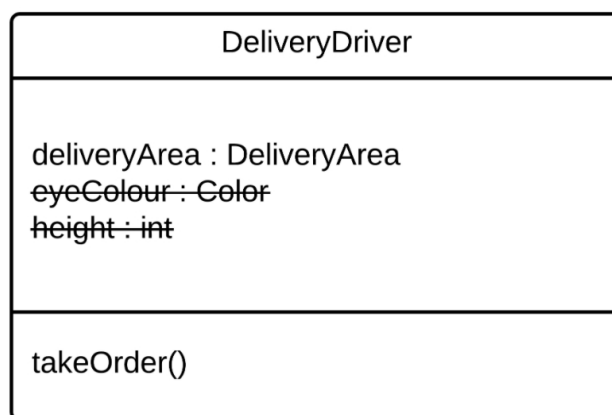 DeliveryDriver
deliveryArea : DeliveryArea
eyeColour : Color
height : int
takeOrder()